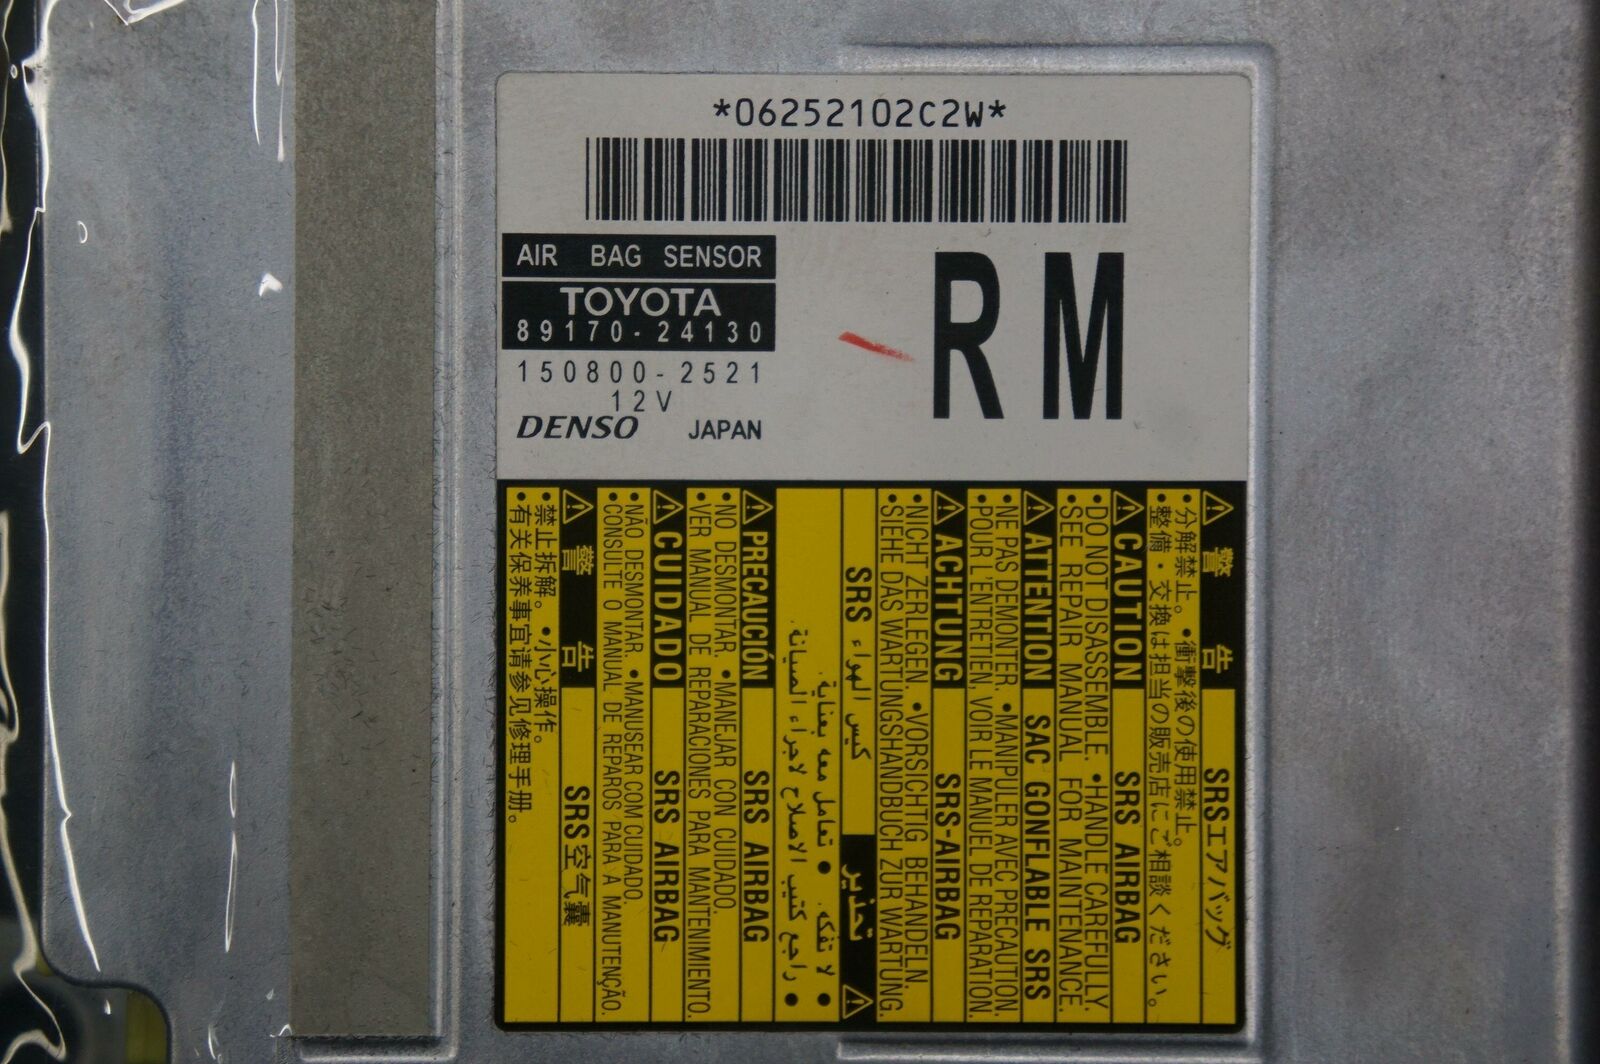 *06252102C2W*
AIR BAG SENSOR
TOYOTA
89170-24130
150800-2521
12V
DENSO JAPAN
RM
警告 SRSエアバッグ
•分解禁止。 •衝撃後の使用禁止。
•整備・交換は担当の販売店にご相談ください。
CAUTION SRS AIRBAG
•DO NOT DISASSEMBLE. •HANDLE CAREFULLY.
•SEE REPAIR MANUAL FOR MAINTENANCE.
ATTENTION SAC GONFLABLE SRS
•NE PAS DEMONTER. •MANIPULER AVEC PRECAUTION.
•POUR L'ENTRETIEN, VOIR LE MANUEL DE REPARATION.
ACHTUNG SRS-AIRBAG
•NICHT ZERLEGEN. •VORSICHTIG BEHANDELN.
•SIEHE DAS WARTUNGSHANDBUCH ZUR WARTUNG.
تحذير كيس الهواء SRS
• لا تفكه. • تعامل معه بعناية.
• راجع كتيب الاصلاح لاجراء الصيانة.
PRECAUCIÓN SRS AIRBAG
•NO DESMONTAR. •MANEJAR CON CUIDADO.
•VER MANUAL DE REPARACIONES PARA MANTENIMIENTO.
CUIDADO SRS AIRBAG
•NÃO DESMONTAR. •MANUSEAR COM CUIDADO.
•CONSULTE O MANUAL DE REPAROS PARA A MANUTENÇÃO.
警告 SRS空气囊
•禁止拆解。 •小心操作。
•有关保养事宜请参见修理手册。